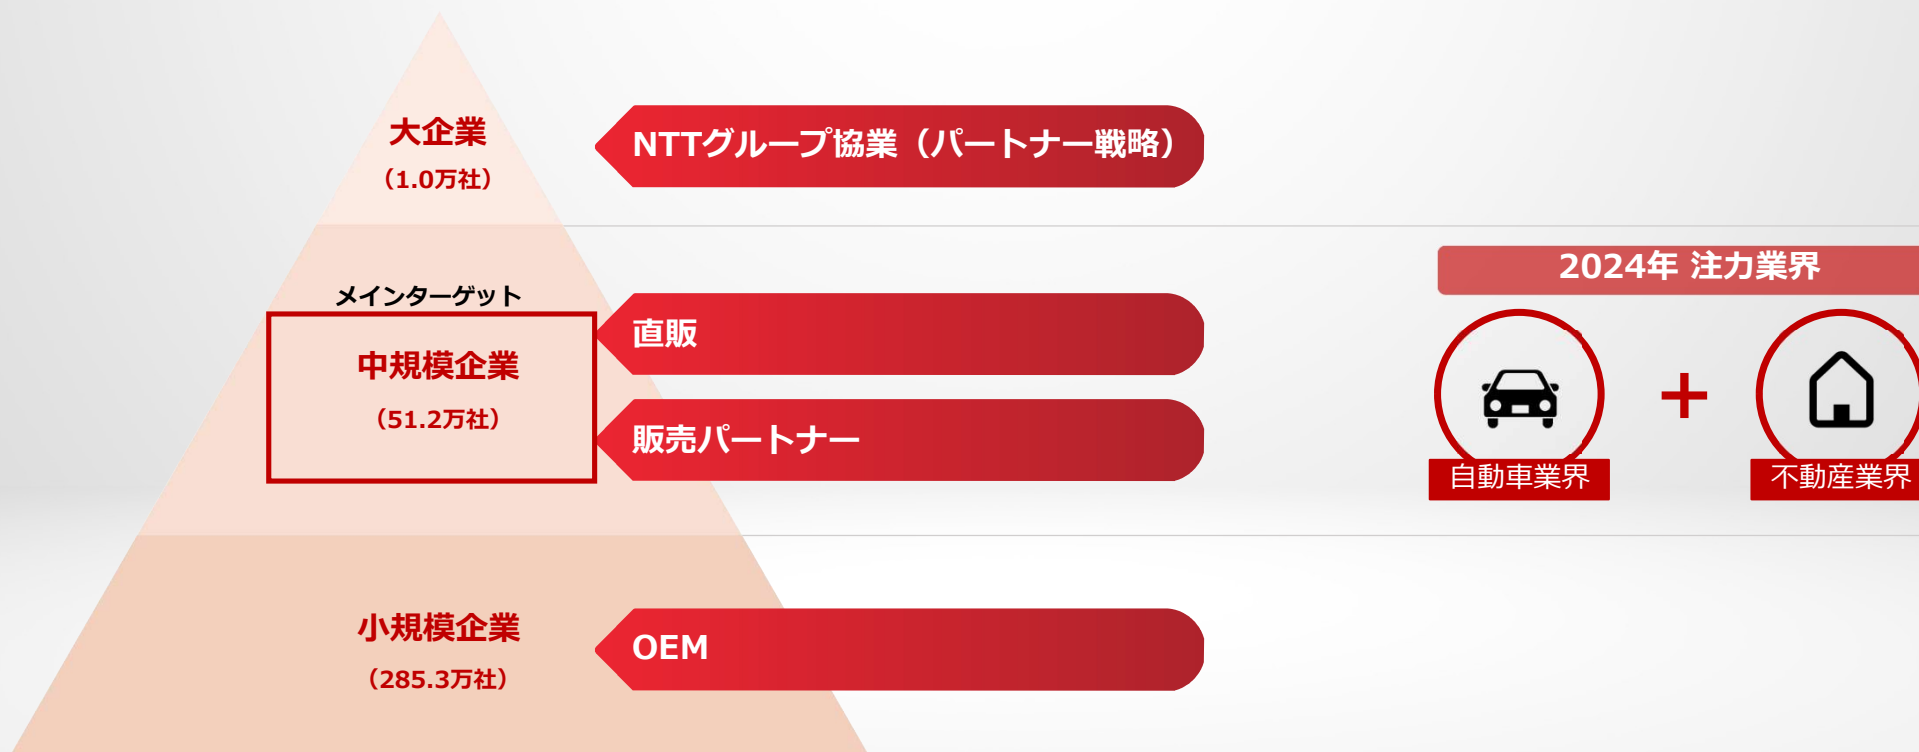 大企業
（1.0万社）
NTTグループ協業（パートナー戦略）
メインターゲット
中規模企業
（51.2万社）
直販
販売パートナー
2024年 注力業界
自動車業界
+
不動産業界
小規模企業
（285.3万社）
OEM